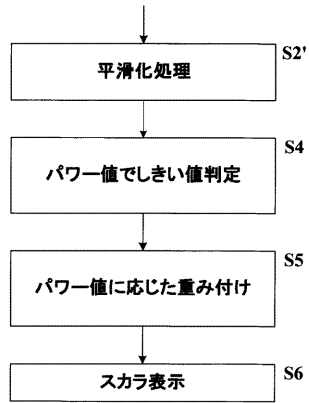 S2'
平滑化処理
S4
パワー値でしきい値判定
S5
パワー値に応じた重み付け
S6
スカラ表示